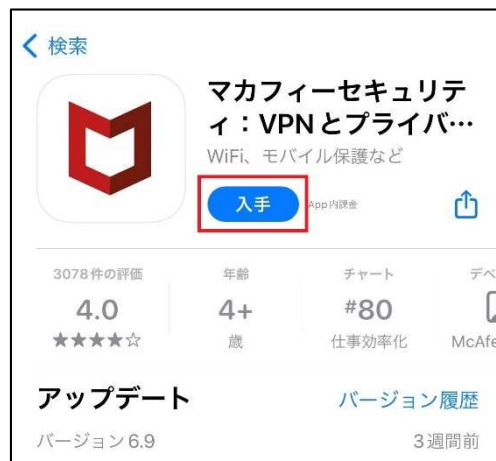 検索
マカフィーセキュリテ
ィ：VPNとプライバ…
WiFi、モバイル保護など
入手
App内課金
3078件の評価
年齢
チャート
デベ
4.0
4+
#80
★★★★☆
歳
仕事効率化
McAfe
アップデート
バージョン履歴
バージョン 6.9
3週間前